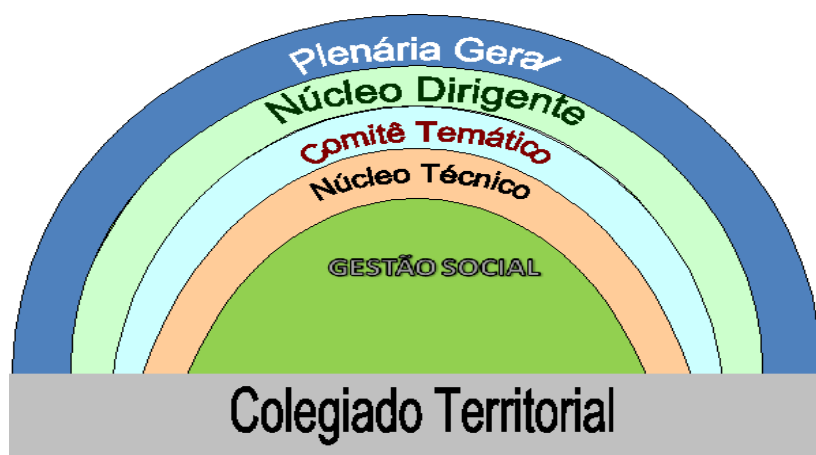 Plenária Geral
Núcleo Dirigente
Comitê Temático
Núcleo Técnico
GESTÃO SOCIAL
Colegiado Territorial